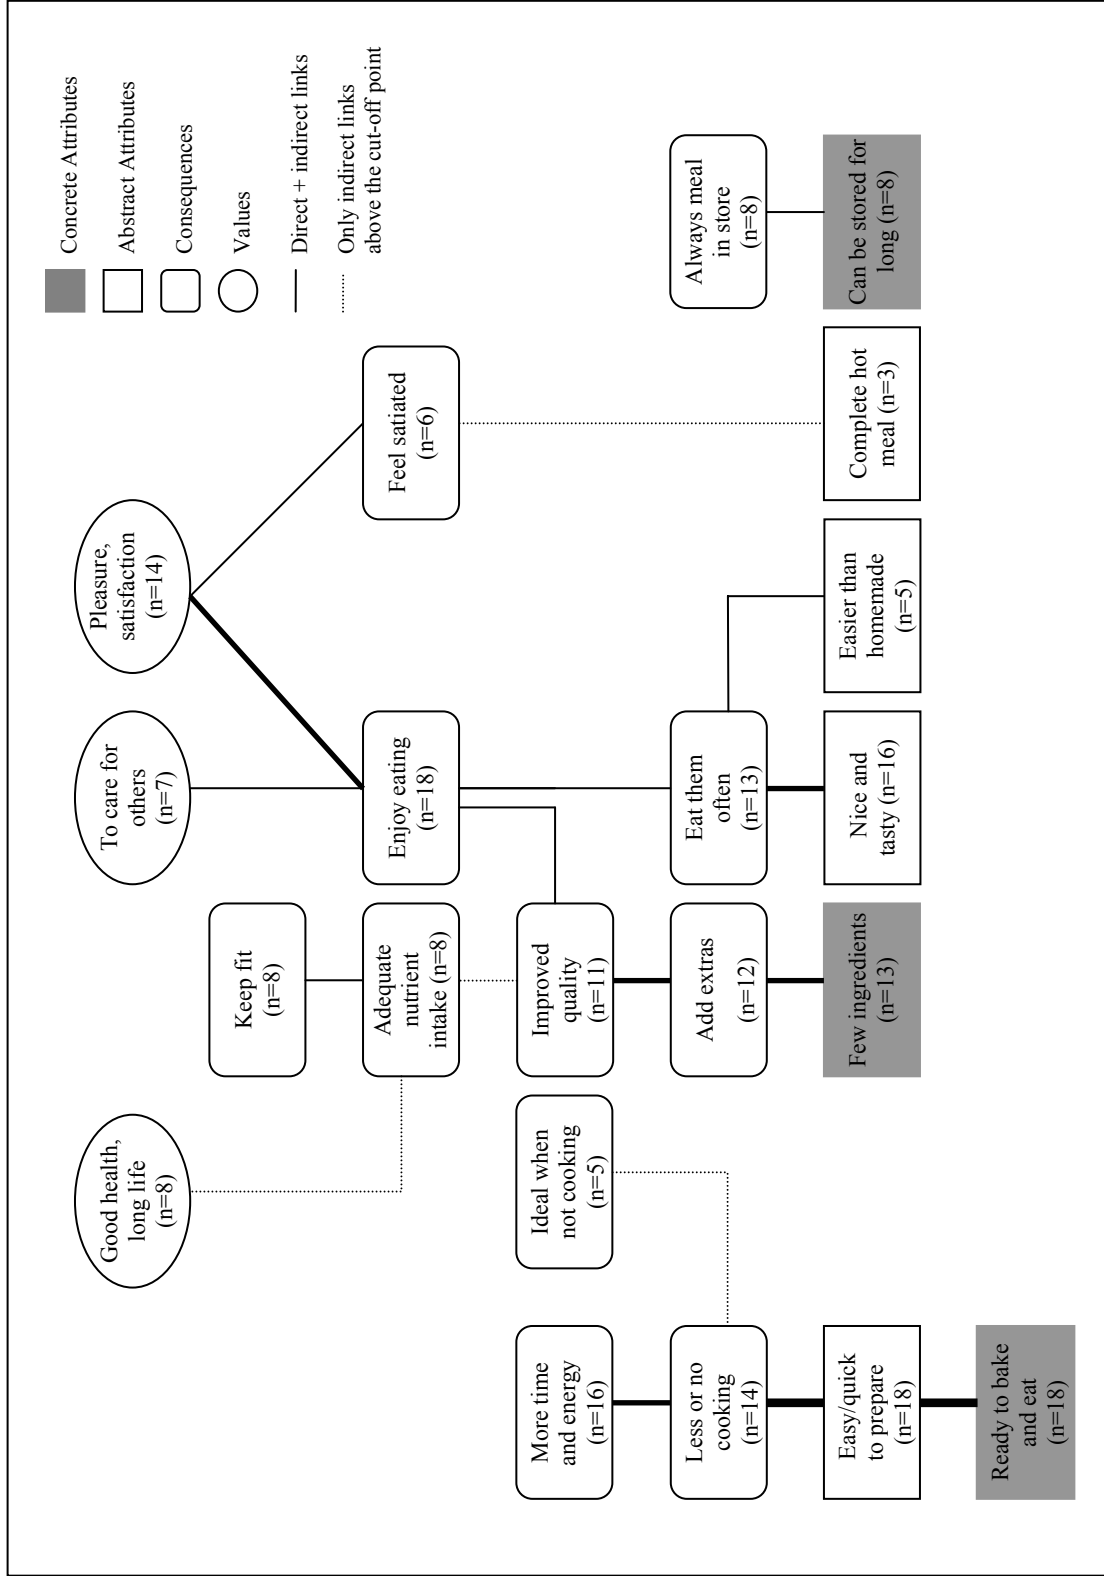 Good health,
long life
(n=8)
To care for
others
(n=7)
Pleasure,
satisfaction
(n=14)
Concrete Attributes
Abstract Attributes
Consequences
Values
Direct + indirect links
Only indirect links
above the cut-off point
Keep fit
(n=8)
Adequate
nutrient
intake (n=8)
Enjoy eating
(n=18)
Feel satiated
(n=6)
More time
and energy
(n=16)
Ideal when
not cooking
(n=5)
Improved
quality
(n=11)
Less or no
cooking
(n=14)
Add extras
(n=12)
Eat them
often
(n=13)
Always meal
in store
(n=8)
Easy/quick
to prepare
(n=18)
Few ingredients
(n=13)
Nice and
tasty (n=16)
Easier than
homemade
(n=5)
Complete hot
meal (n=3)
Can be stored for
long (n=8)
Ready to bake
and eat
(n=18)